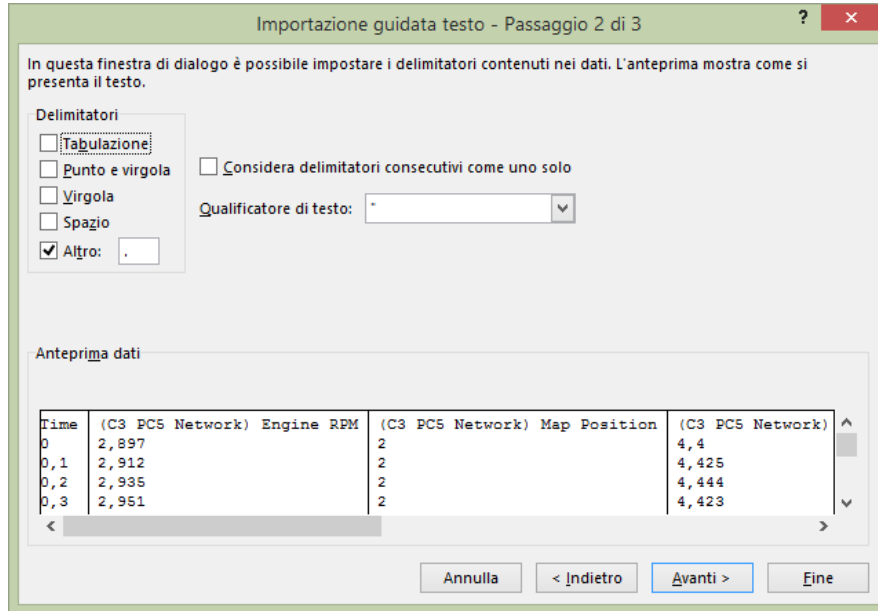 Importazione guidata testo - Passaggio 2 di 3
?
In questa finestra di dialogo è possibile impostare i delimitatori contenuti nei dati. L'anteprima mostra come si
presenta il testo.
Delimitatori
Tabulazione
Punto e virgola
Virgola
Spazio
Altro: .
Considera delimitatori consecutivi come uno solo
Qualificatore di testo: "
Anteprima dati
Time (C3 PC5 Network) Engine RPM (C3 PC5 Network) Map Position (C3 PC5 Network)
0 2,897 2 4,4
0,1 2,912 2 4,425
0,2 2,935 2 4,444
0,3 2,951 2 4,423
Annulla < Indietro Avanti > Fine